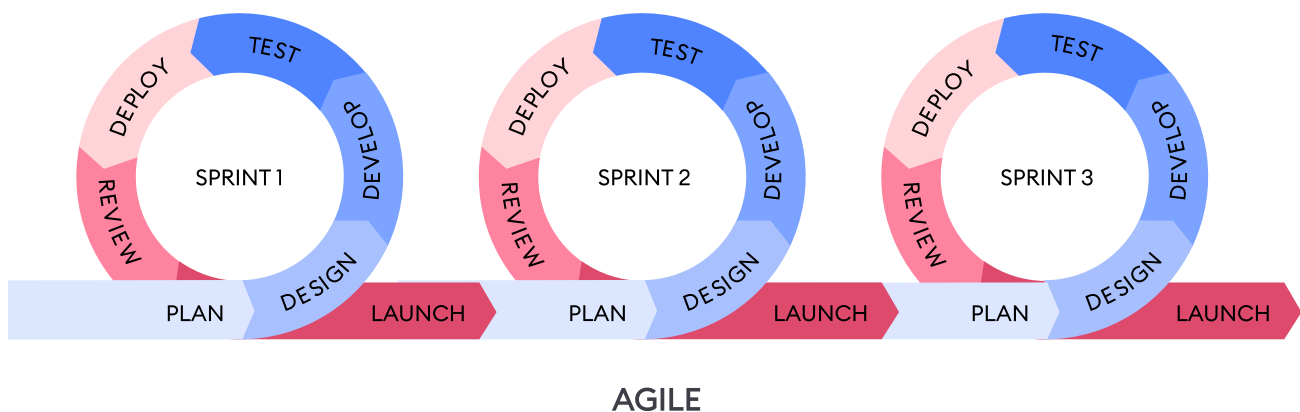 TEST
DEPLOY
DEVELOP
SPRINT 1
REVIEW
DESIGN
PLAN
LAUNCH
TEST
DEPLOY
DEVELOP
SPRINT 2
REVIEW
DESIGN
PLAN
LAUNCH
TEST
DEPLOY
DEVELOP
SPRINT 3
REVIEW
DESIGN
PLAN
LAUNCH
AGILE